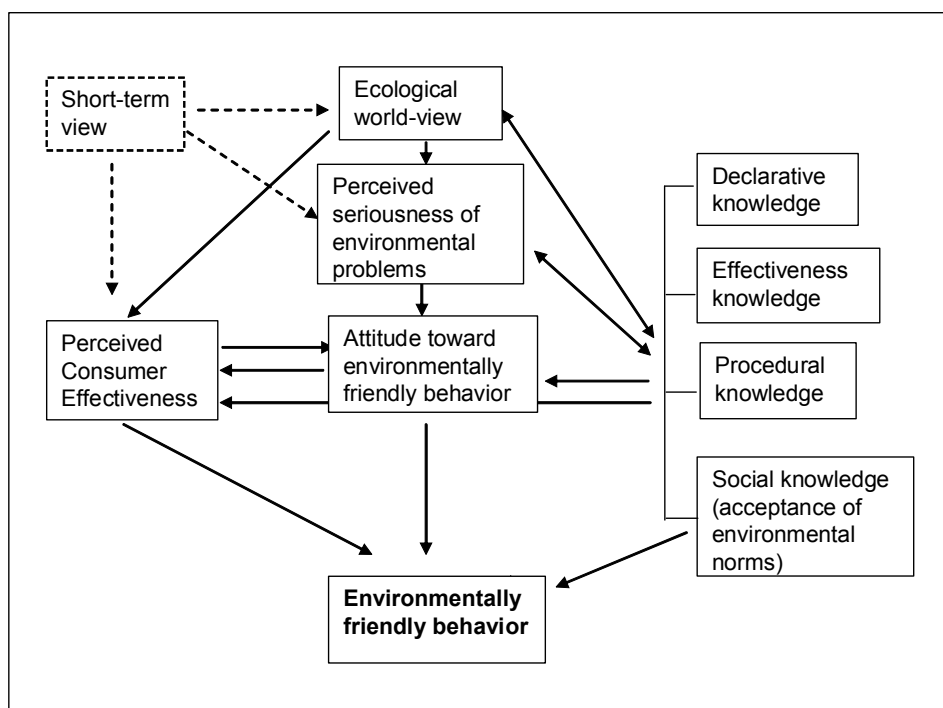 Short-term
view
Ecological
world-view
Perceived
seriousness of
environmental
problems
Declarative
knowledge
Effectiveness
knowledge
Perceived
Consumer
Effectiveness
Attitude toward
environmentally
friendly behavior
Procedural
knowledge
Social knowledge
(acceptance of
environmental
norms)
Environmentally
friendly behavior